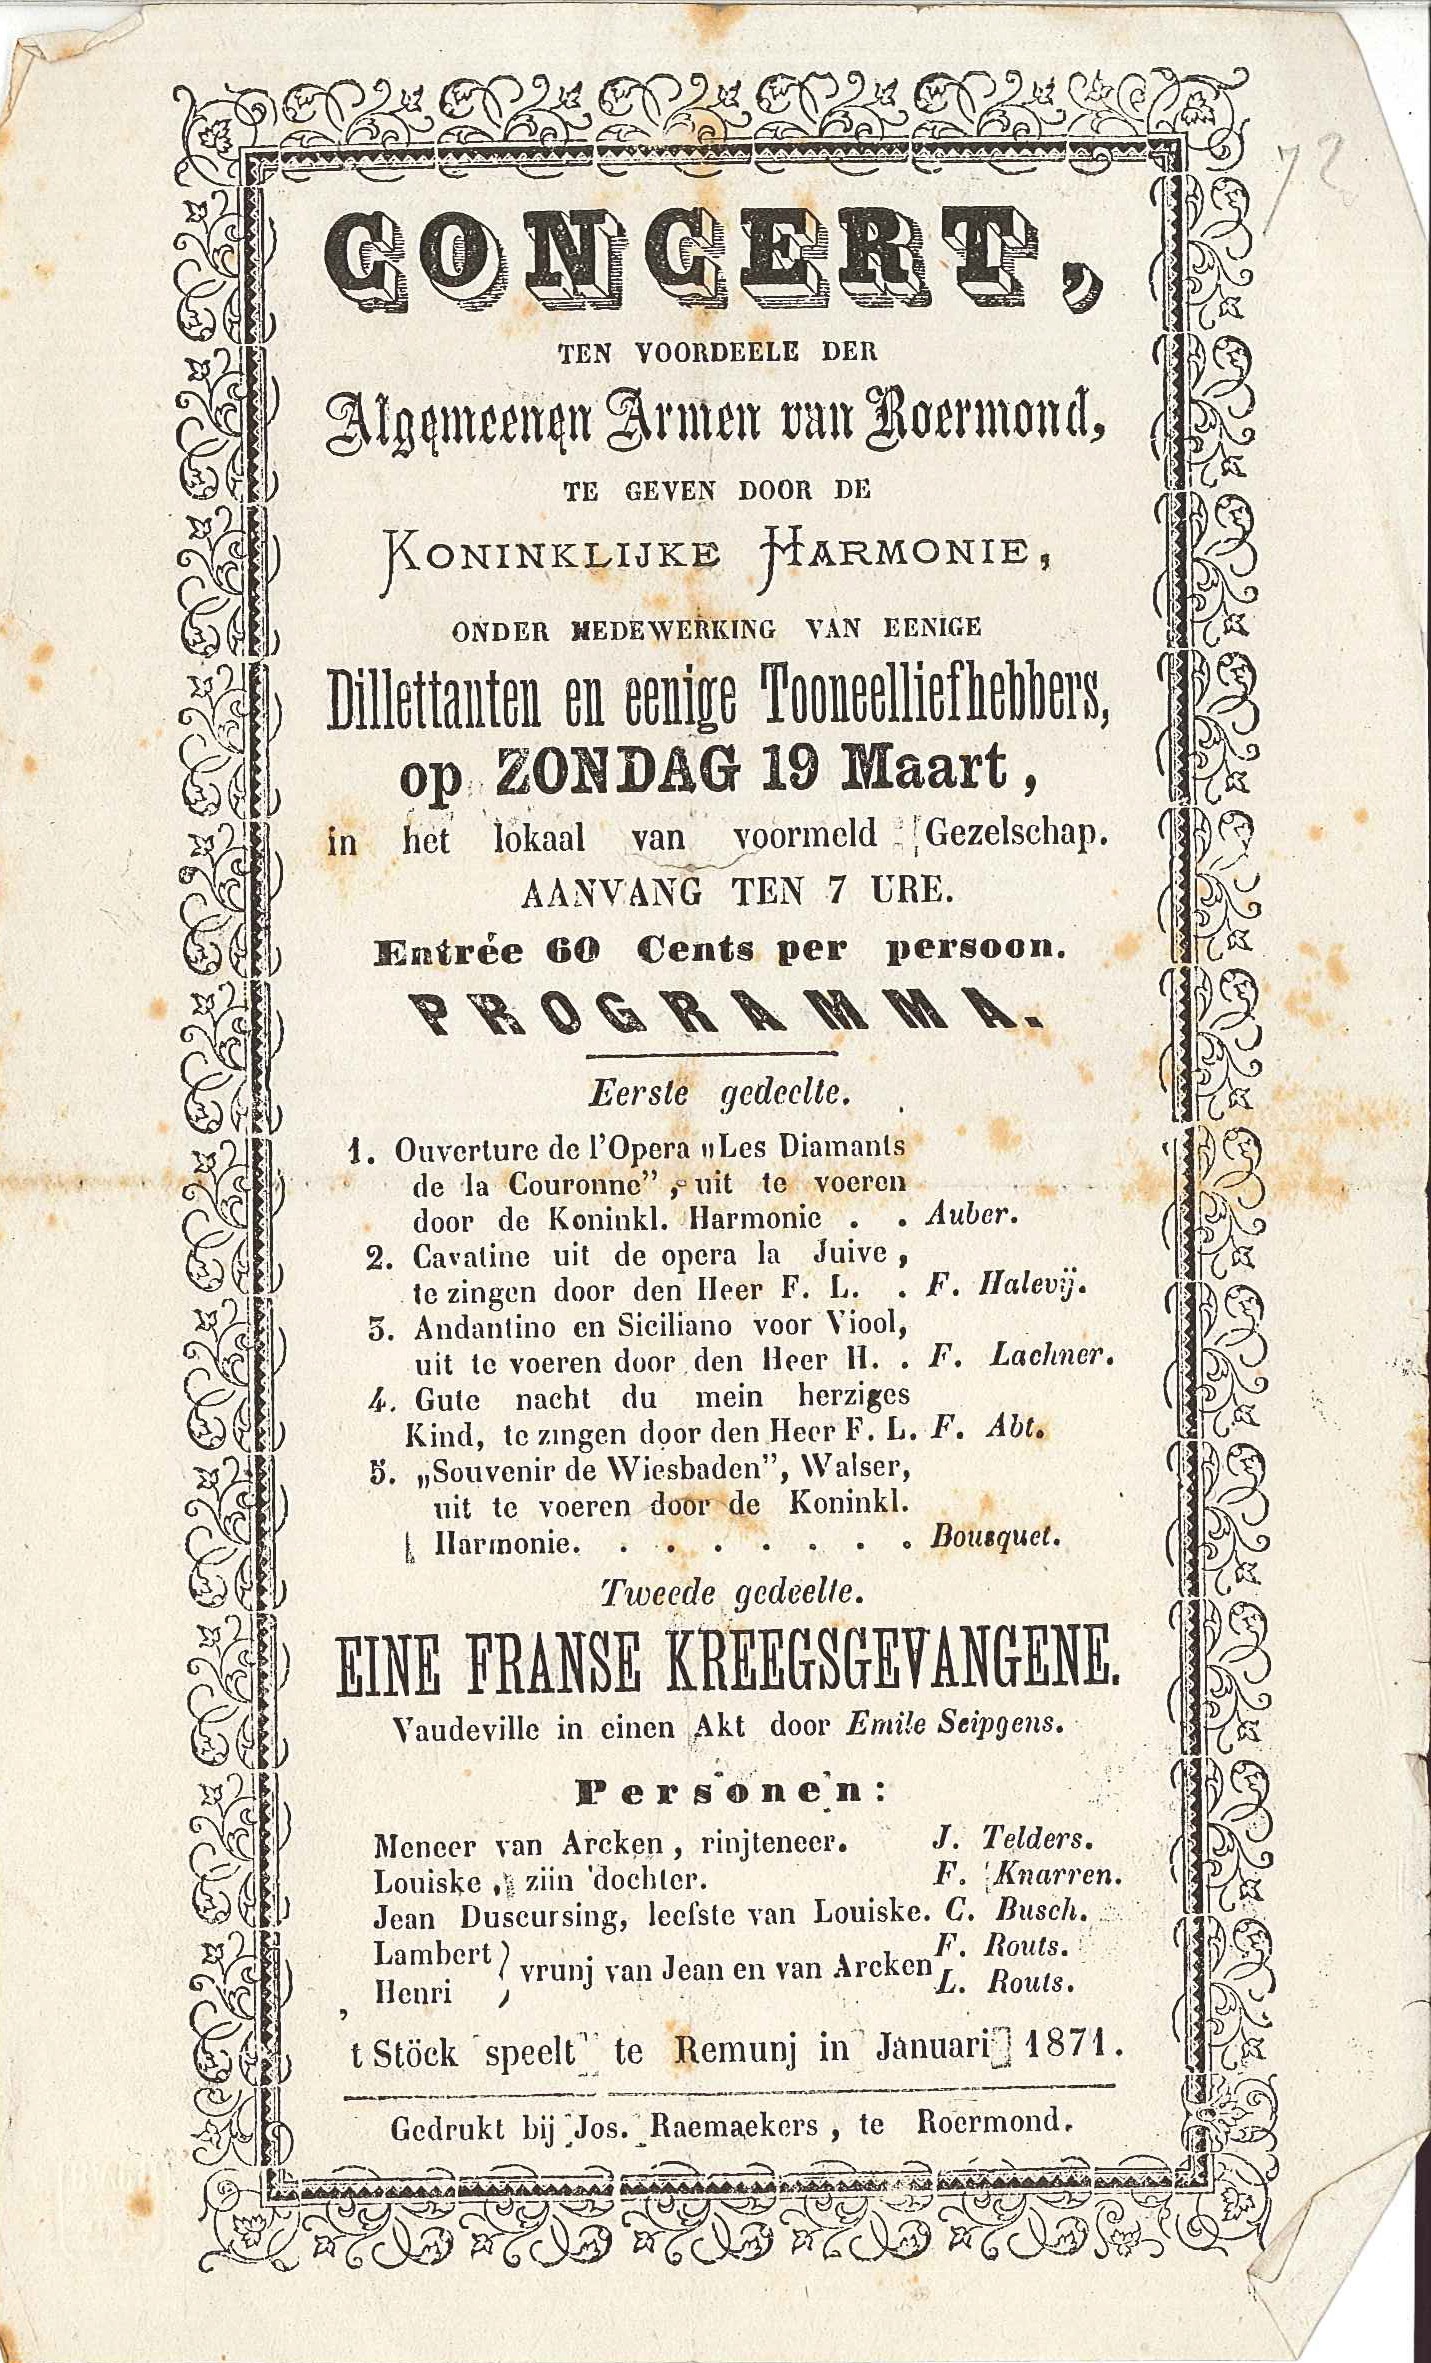 72
CONCERT,
TEN VOORDEELE DER
Algemeenen Armen van Roermond,
TE GEVEN DOOR DE
KONINKLIJKE HARMONIE,
ONDER MEDEWERKING VAN EENIGE
Dillettanten en eenige Tooneelliefhebbers,
op ZONDAG 19 Maart,
in het lokaal van voormeld Gezelschap.
AANVANG TEN 7 URE.
Entrée 60 Cents per persoon.
PROGRAMMA.
Eerste gedeelte.
1. Ouverture de l'Opera „Les Diamants
de la Couronne”, uit te voeren
door de Koninkl. Harmonie . . Auber.
2. Cavatine uit de opera la Juive,
te zingen door den Heer F. L. . F. Halevij.
3. Andantino en Siciliano voor Viool,
uit te voeren door den Heer H. . F. Lachner.
4. Gute nacht du mein herziges
Kind, te zingen door den Heer F. L. F. Abt.
5. „Souvenir de Wiesbaden”, Walser,
uit te voeren door de Koninkl.
Harmonie. . . . . . . . Bousquet.
Tweede gedeelte.
EINE FRANSE KREEGSGEVANGENE.
Vaudeville in einen Akt door Emile Seipgens.
Personen:
Meneer van Arcken, rinjteneer. J. Telders.
Louiske, ziin dochter. F. Knarren.
Jean Duscursing, leefste van Louiske. C. Busch.
Lambert } vrunj van Jean en van Arcken F. Routs.
Henri L. Routs.
't Stöck speelt te Remunj in Januari 1871.
Gedrukt bij Jos. Raemaekers, te Roermond.